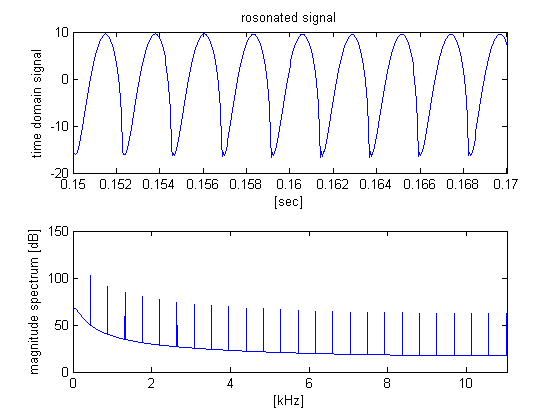 rosonated signal
time domain signal
10
0
-10
-20
0.15 0.152 0.154 0.156 0.158 0.16 0.162 0.164 0.166 0.168 0.17
[sec]
magnitude spectrum [dB]
150
100
50
0
0 2 4 6 8 10
[kHz]